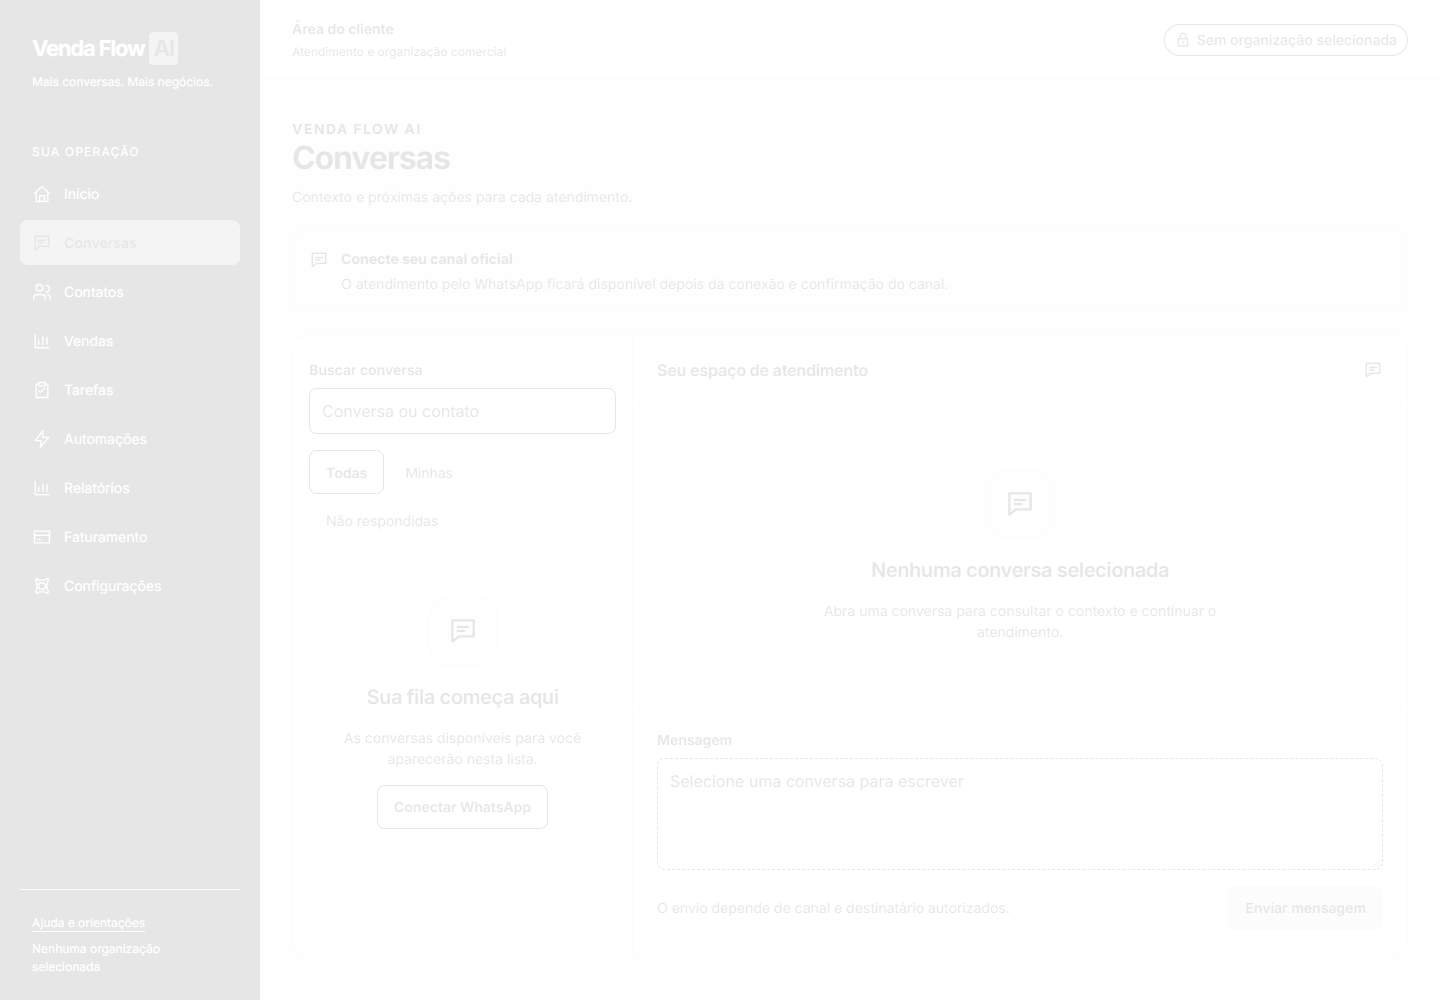 Venda Flow AI
Mais conversas. Mais negócios.
SUA OPERAÇÃO
Início
Conversas
Contatos
Vendas
Tarefas
Automações
Relatórios
Faturamento
Configurações
Ajuda e orientações
Nenhuma organização
selecionada
Área do cliente
Atendimento e organização comercial
Sem organização selecionada
VENDA FLOW AI
Conversas
Contexto e próximas ações para cada atendimento.
Conecte seu canal oficial
O atendimento pelo WhatsApp ficará disponível depois da conexão e confirmação do canal.
Buscar conversa
Conversa ou contato
Todas
Minhas
Não respondidas
Sua fila começa aqui
As conversas disponíveis para você
aparecerão nesta lista.
Conectar WhatsApp
Seu espaço de atendimento
Nenhuma conversa selecionada
Abra uma conversa para consultar o contexto e continuar o
atendimento.
Mensagem
Selecione uma conversa para escrever
O envio depende de canal e destinatário autorizados.
Enviar mensagem